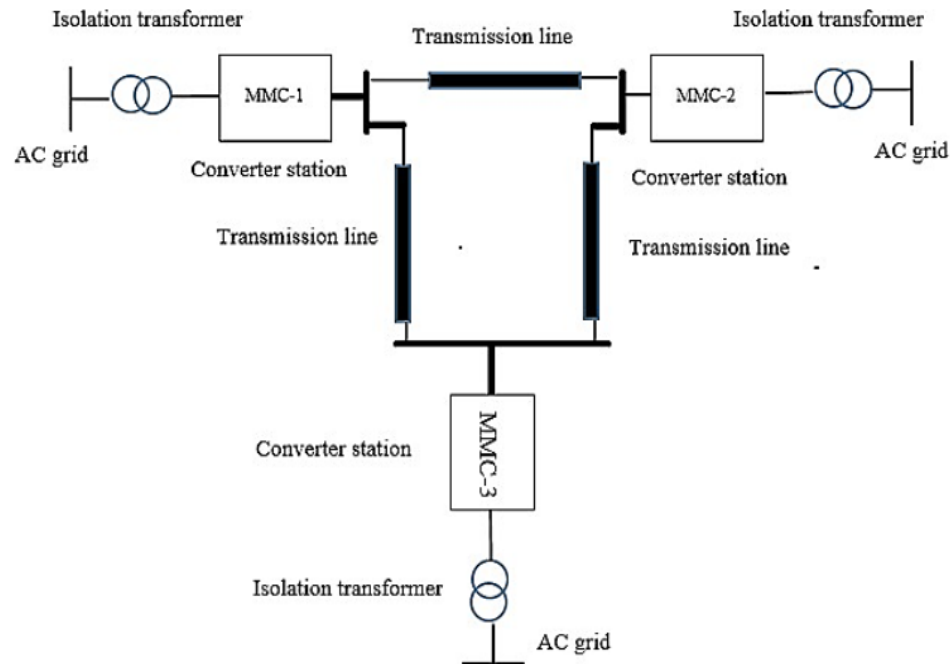 Isolation transformer
Isolation transformer
Transmission line
MMC-1
MMC-2
AC grid
AC grid
Converter station
Converter station
Transmission line
Transmission line
MMC-3
Converter station
Isolation transformer
AC grid